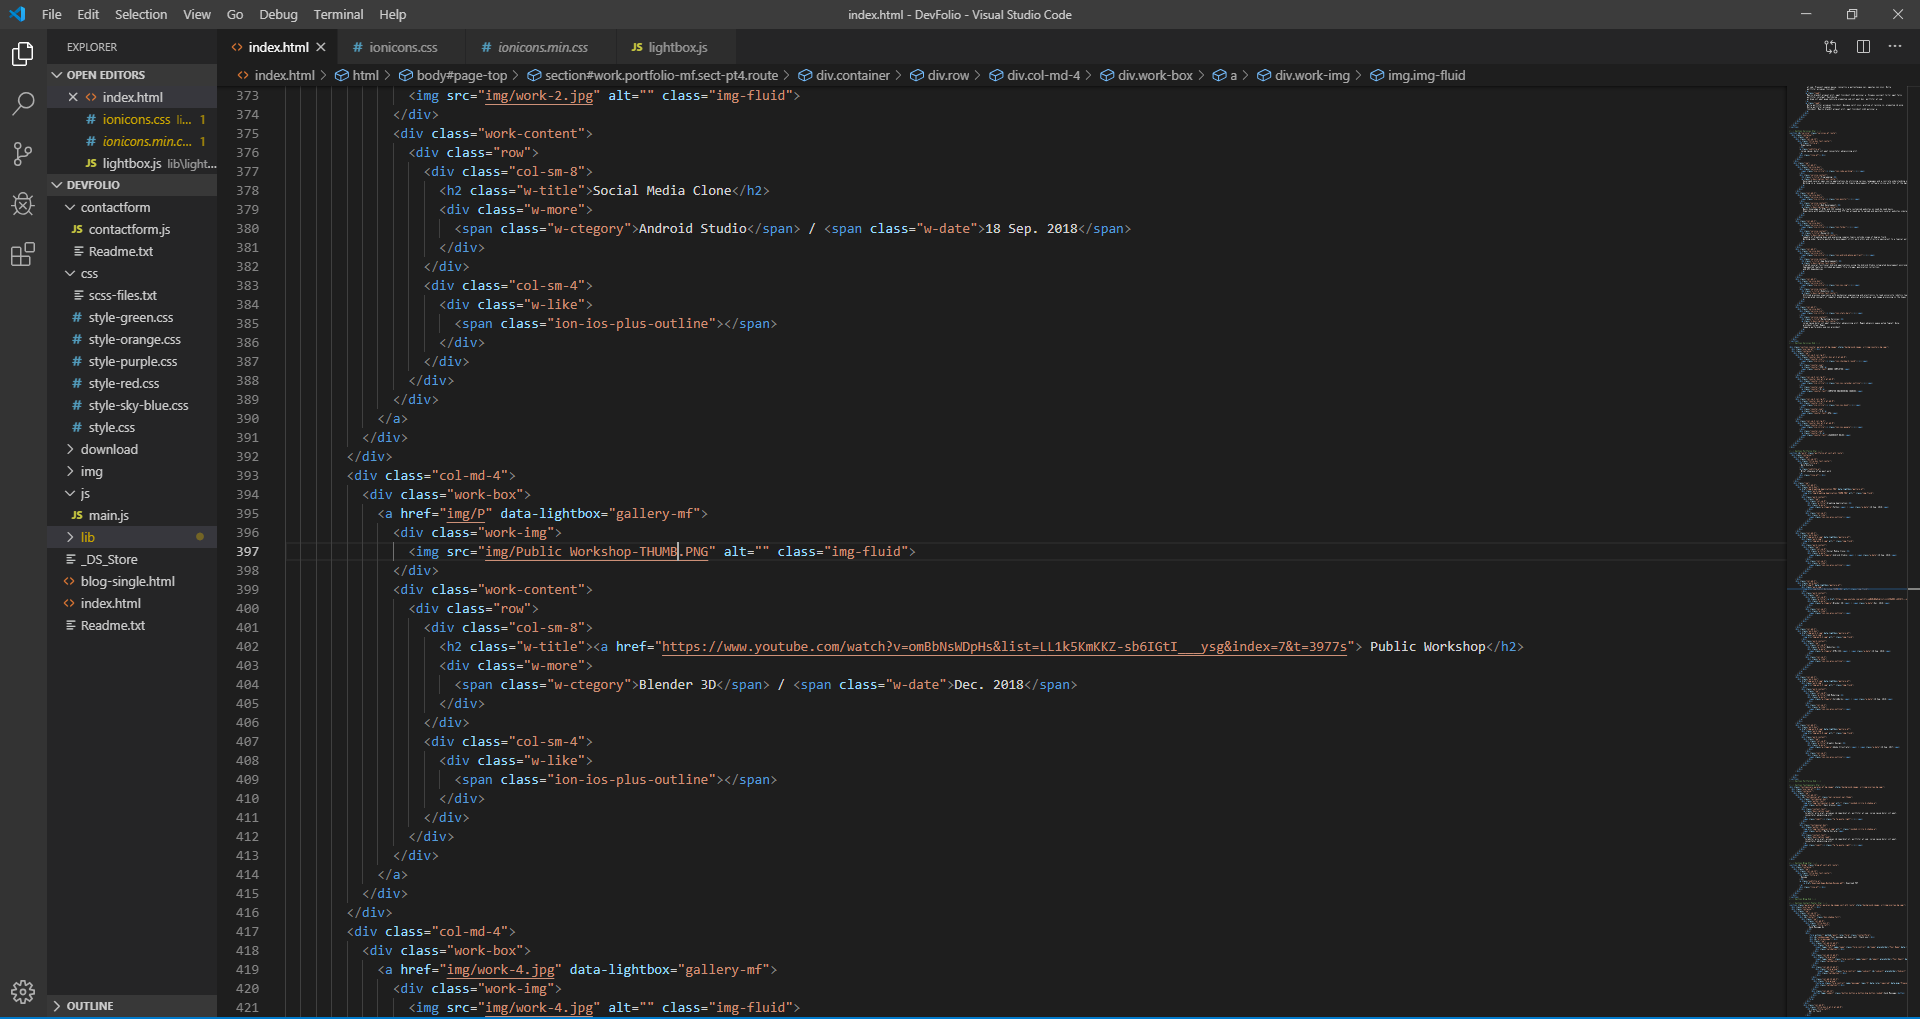 File Edit Selection View Go Debug Terminal Help
index.html - DevFolio - Visual Studio Code
EXPLORER
OPEN EDITORS
index.html
ionicons.css li... 1
ionicons.min.c... 1
lightbox.js lib\light...
DEVFOLIO
contactform
JS contactform.js
Readme.txt
css
scss-files.txt
# style-green.css
# style-orange.css
# style-purple.css
# style-red.css
# style-sky-blue.css
# style.css
download
img
js
JS main.js
lib
_DS_Store
blog-single.html
index.html
Readme.txt
OUTLINE
index.html # ionicons.css # ionicons.min.css JS lightbox.js
index.html > html > body#page-top > section#work.portfolio-mf.sect-pt4.route > div.container > div.row > div.col-md-4 > div.work-box > a > div.work-img > img.img-fluid
373 <img src="img/work-2.jpg" alt="" class="img-fluid">
374 </div>
375 <div class="work-content">
376 <div class="row">
377 <div class="col-sm-8">
378 <h2 class="w-title">Social Media Clone</h2>
379 <div class="w-more">
380 <span class="w-ctegory">Android Studio</span> / <span class="w-date">18 Sep. 2018</span>
381 </div>
382 </div>
383 <div class="col-sm-4">
384 <div class="w-like">
385 <span class="ion-ios-plus-outline"></span>
386 </div>
387 </div>
388 </div>
389 </div>
390 </a>
391 </div>
392 </div>
393 <div class="col-md-4">
394 <div class="work-box">
395 <a href="img/P" data-lightbox="gallery-mf">
396 <div class="work-img">
397 <img src="img/Public Workshop-THUMB.PNG" alt="" class="img-fluid">
398 </div>
399 <div class="work-content">
400 <div class="row">
401 <div class="col-sm-8">
402 <h2 class="w-title"><a href="https://www.youtube.com/watch?v=omBbNsWDpHs&list=LL1k5KmKKZ-sb6IGtI___ysg&index=7&t=3977s"> Public Workshop</h2>
403 <div class="w-more">
404 <span class="w-ctegory">Blender 3D</span> / <span class="w-date">Dec. 2018</span>
405 </div>
406 </div>
407 <div class="col-sm-4">
408 <div class="w-like">
409 <span class="ion-ios-plus-outline"></span>
410 </div>
411 </div>
412 </div>
413 </div>
414 </a>
415 </div>
416 </div>
417 <div class="col-md-4">
418 <div class="work-box">
419 <a href="img/work-4.jpg" data-lightbox="gallery-mf">
420 <div class="work-img">
421 <img src="img/work-4.jpg" alt="" class="img-fluid">